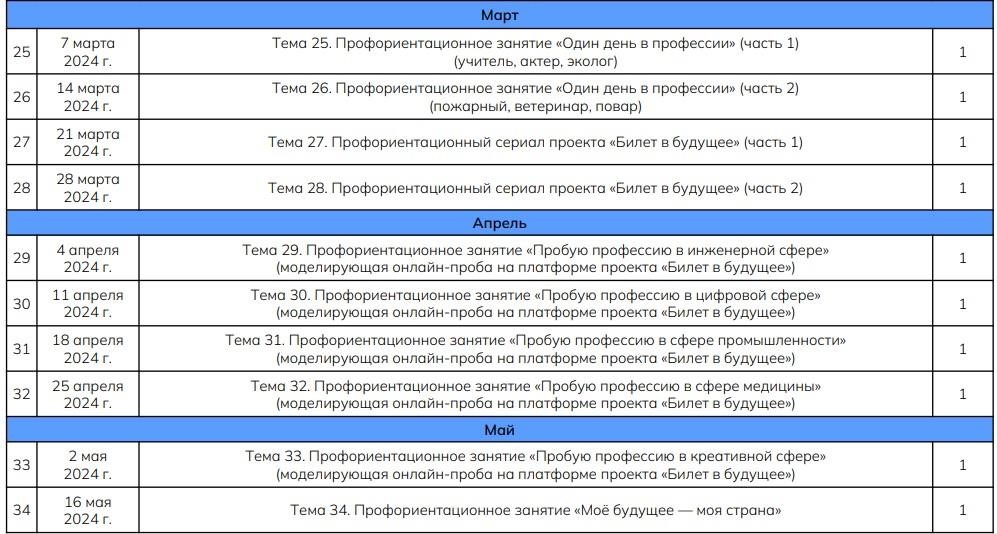 Март
25
7 марта
2024 г.
Тема 25. Профориентационное занятие «Один день в профессии» (часть 1)
(учитель, актер, эколог)
1
26
14 марта
2024 г.
Тема 26. Профориентационное занятие «Один день в профессии» (часть 2)
(пожарный, ветеринар, повар)
1
27
21 марта
2024 г.
Тема 27. Профориентационный сериал проекта «Билет в будущее» (часть 1)
1
28
28 марта
2024 г.
Тема 28. Профориентационный сериал проекта «Билет в будущее» (часть 2)
1
Апрель
29
4 апреля
2024 г.
Тема 29. Профориентационное занятие «Пробую профессию в инженерной сфере»
(моделирующая онлайн-проба на платформе проекта «Билет в будущее»)
1
30
11 апреля
2024 г.
Тема 30. Профориентационное занятие «Пробую профессию в цифровой сфере»
(моделирующая онлайн-проба на платформе проекта «Билет в будущее»)
1
31
18 апреля
2024 г.
Тема 31. Профориентационное занятие «Пробую профессию в сфере промышленности»
(моделирующая онлайн-проба на платформе проекта «Билет в будущее»)
1
32
25 апреля
2024 г.
Тема 32. Профориентационное занятие «Пробую профессию в сфере медицины»
(моделирующая онлайн-проба на платформе проекта «Билет в будущее»)
1
Май
33
2 мая
2024 г.
Тема 33. Профориентационное занятие «Пробую профессию в креативной сфере»
(моделирующая онлайн-проба на платформе проекта «Билет в будущее»)
1
34
16 мая
2024 г.
Тема 34. Профориентационное занятие «Моё будущее — моя страна»
1